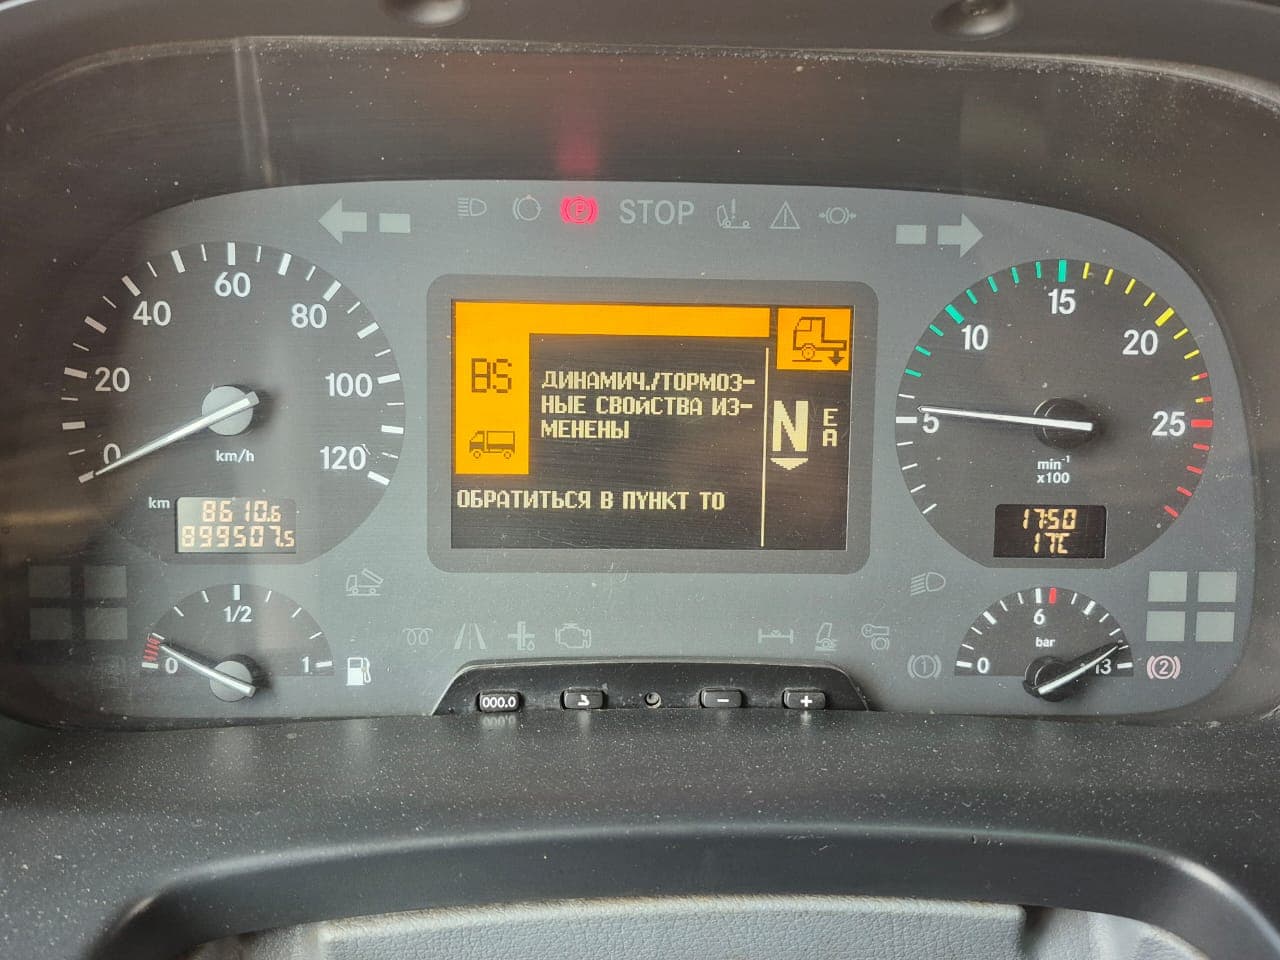 STOP
0
20
40
60
80
100
120
km/h
km
8610.6
899507.5
BS
ДИНАМИЧ./ТОРМОЗ-
НЫЕ СВОЙСТВА ИЗ-
МЕНЕНЫ
ОБРАТИТЬСЯ В ПУНКТ ТО
N
E
A
5
10
15
20
25
min-1
x100
17:50
17C
0
1/2
1
0
6
13
bar
(P)
(1)
(2)
000.0
−
+